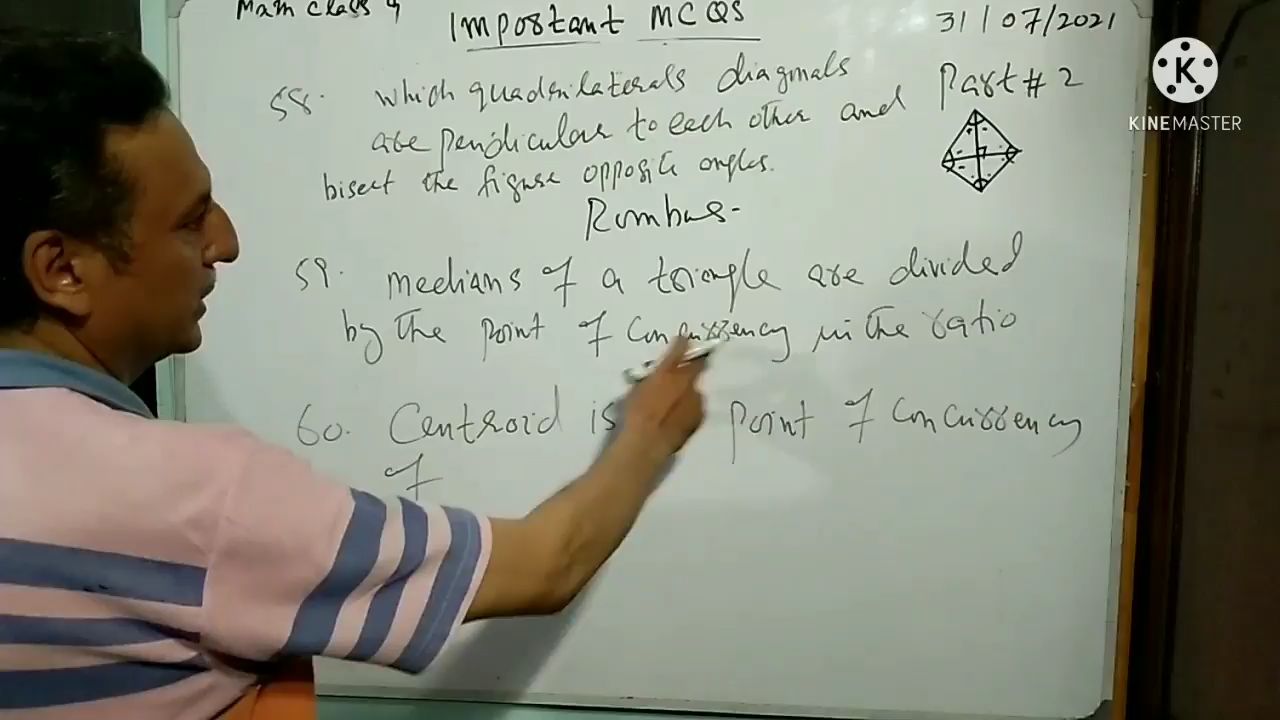 Math Class 9
Important MCQS
31/07/2021
Part # 2
58. which quadrilaterals diagonals
are pendicular to each other and
bisect the figure opposite angles.
Rumbus-
59. medians of a triangle are divided
by the point of Concurrency in the ratio
60. Centroid is point of concurrency
of
K
KINEMASTER